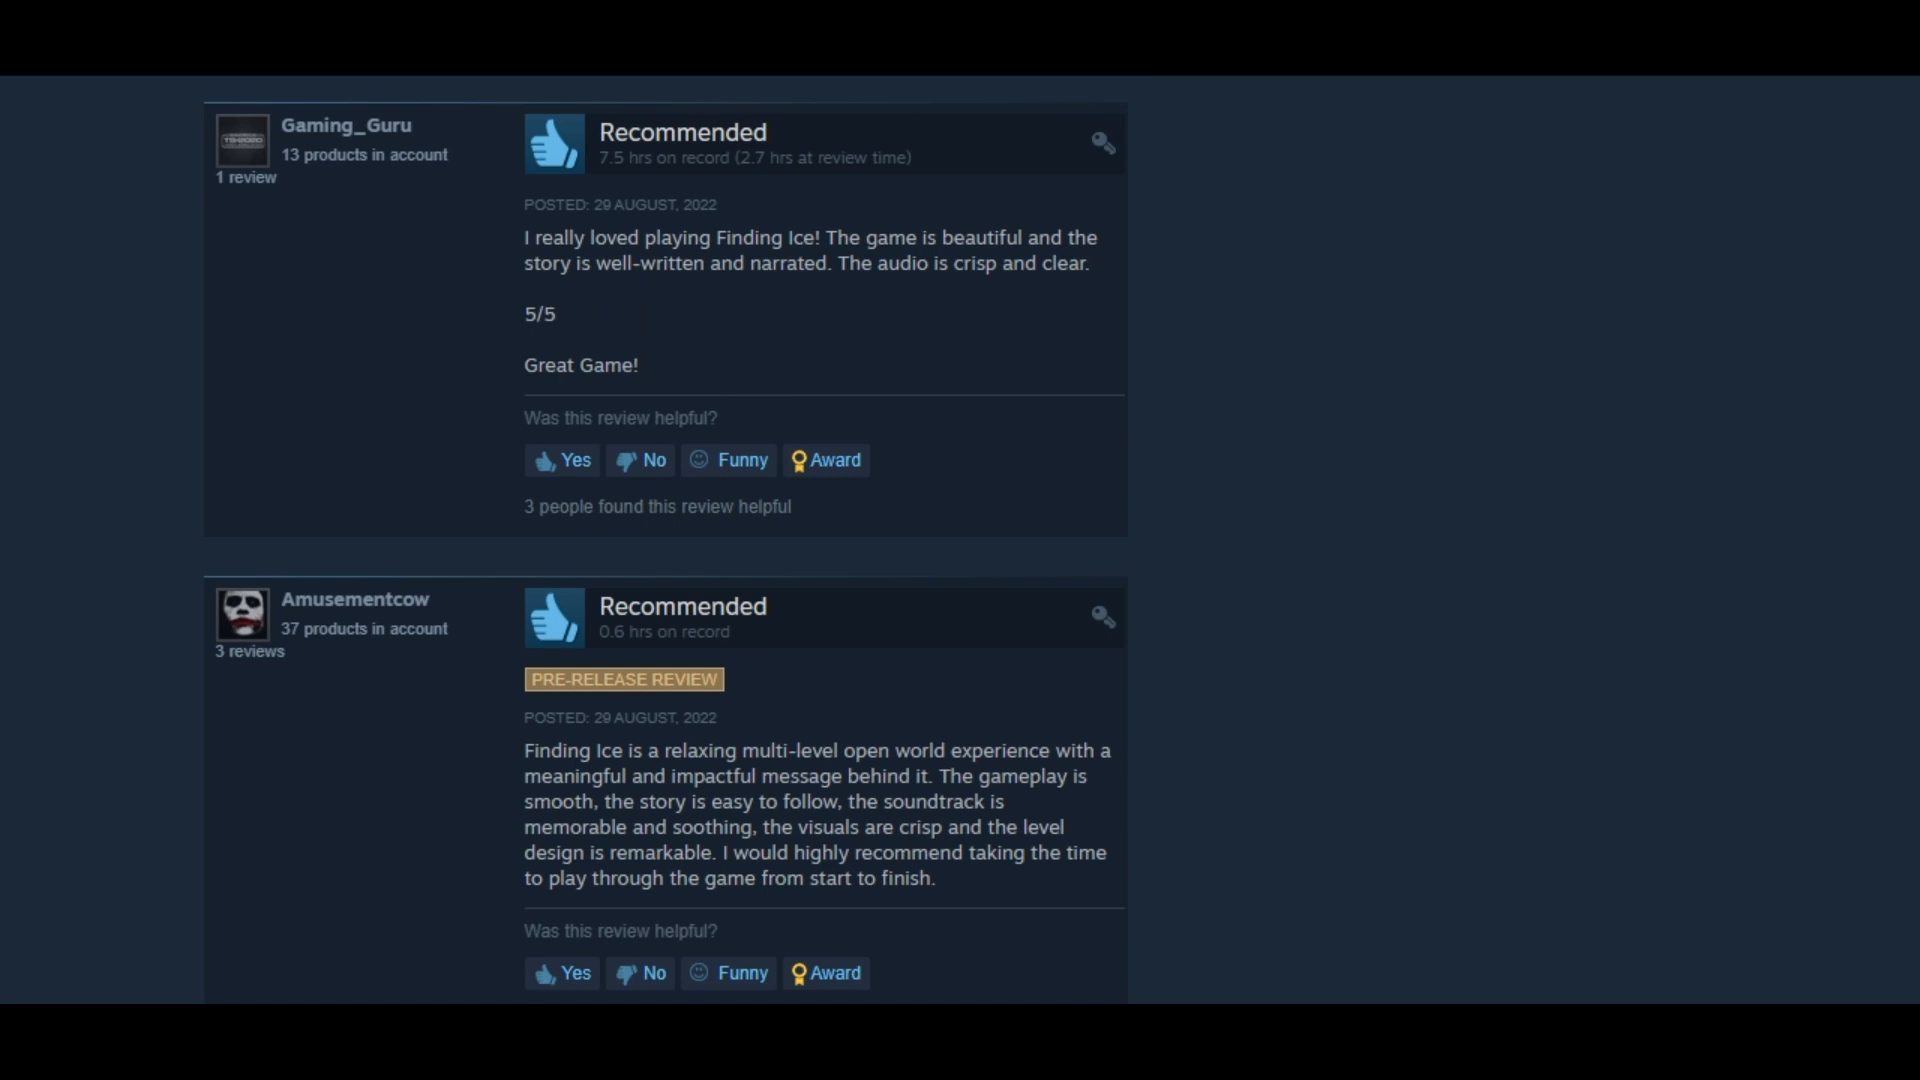 Gaming_Guru
13 products in account
1 review
Recommended
7.5 hrs on record (2.7 hrs at review time)
POSTED: 29 AUGUST, 2022
I really loved playing Finding Ice! The game is beautiful and the
story is well-written and narrated. The audio is crisp and clear.
5/5
Great Game!
Was this review helpful?
Yes No Funny Award
3 people found this review helpful
Amusementcow
37 products in account
3 reviews
Recommended
0.6 hrs on record
PRE-RELEASE REVIEW
POSTED: 29 AUGUST, 2022
Finding Ice is a relaxing multi-level open world experience with a
meaningful and impactful message behind it. The gameplay is
smooth, the story is easy to follow, the soundtrack is
memorable and soothing, the visuals are crisp and the level
design is remarkable. I would highly recommend taking the time
to play through the game from start to finish.
Was this review helpful?
Yes No Funny Award